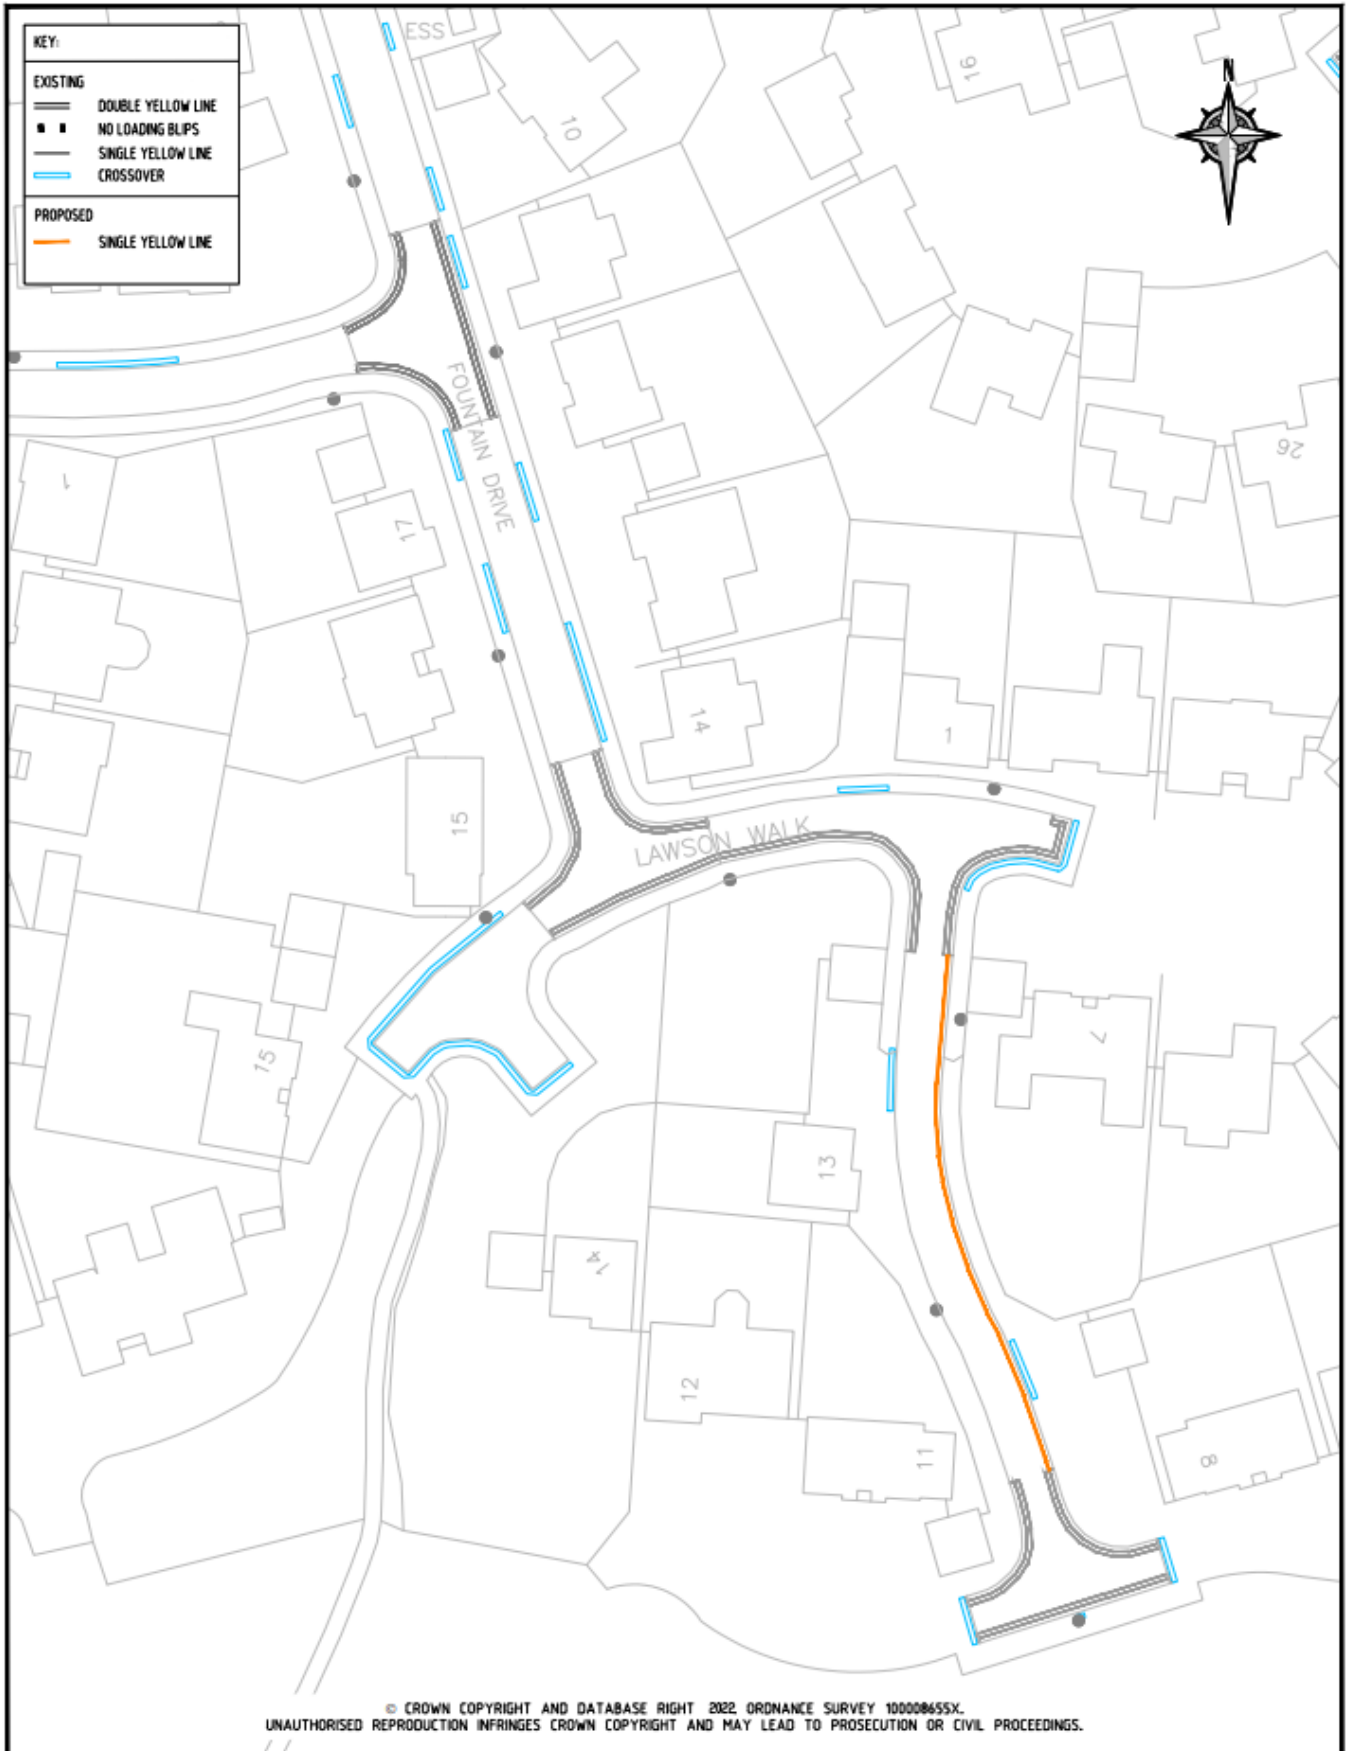 KEY:
EXISTING
DOUBLE YELLOW LINE
NO LOADING BLIPS
SINGLE YELLOW LINE
CROSSOVER
PROPOSED
SINGLE YELLOW LINE
ESS
N
16
10
FOUNTAIN DRIVE
26
1
17
14
1
15
LAWSON WALK
7
15
13
14
12
11
8
© CROWN COPYRIGHT AND DATABASE RIGHT 2022. ORDNANCE SURVEY 100008655X.
UNAUTHORISED REPRODUCTION INFRINGES CROWN COPYRIGHT AND MAY LEAD TO PROSECUTION OR CIVIL PROCEEDINGS.